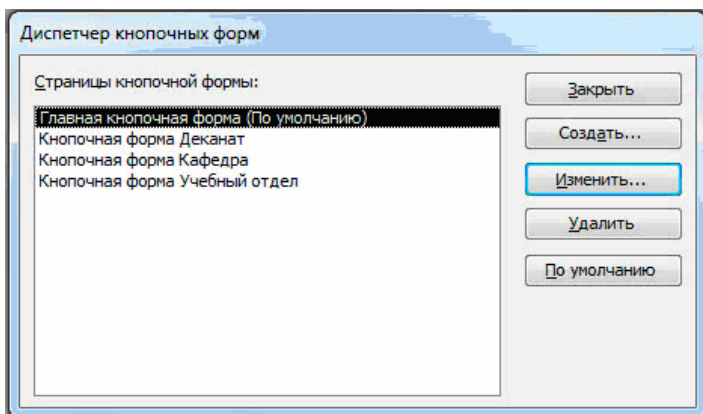 Диспетчер кнопочных форм
Страницы кнопочной формы:
Главная кнопочная форма (По умолчанию)
Кнопочная форма Деканат
Кнопочная форма Кафедра
Кнопочная форма Учебный отдел
Закрыть
Создать...
Изменить...
Удалить
По умолчанию